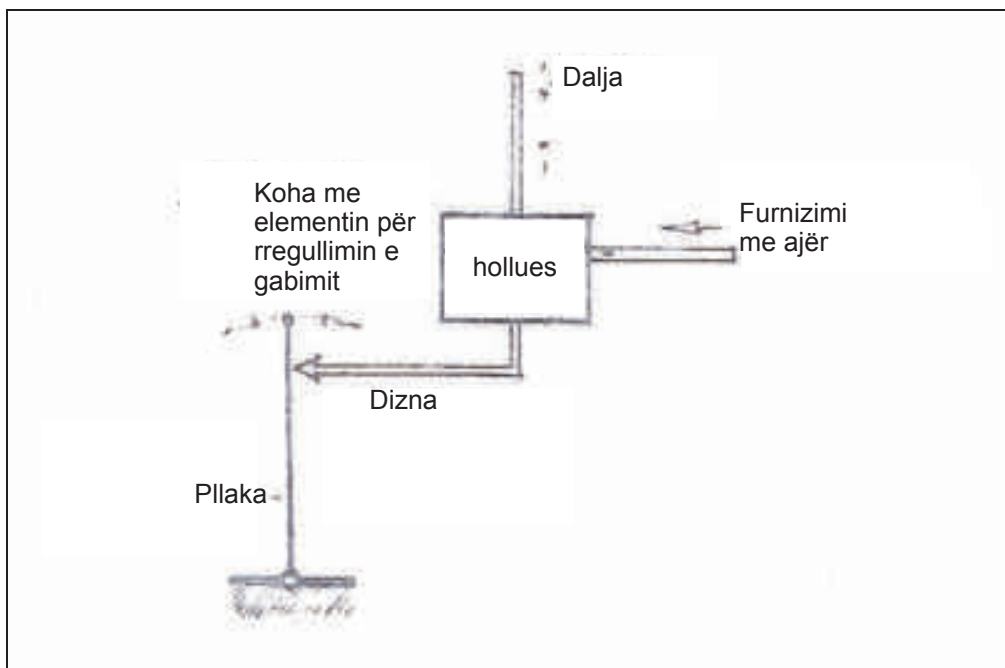 Dalja
Koha me
elementin për
rregullimin e
gabimit
Furnizimi
me ajër
hollues
Dizna
Pllaka